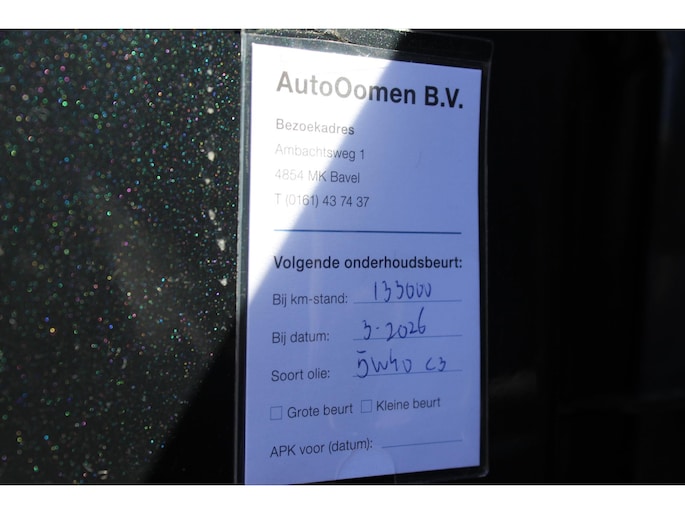 AutoOomen B.V.
Bezoekadres
Ambachtsweg 1
4854 MK Bavel
T (0161) 43 74 37
Volgende onderhoudsbeurt:
Bij km-stand: 133000
Bij datum: 3-2026
Soort olie: 5W40 C3
Grote beurt Kleine beurt
APK voor (datum):